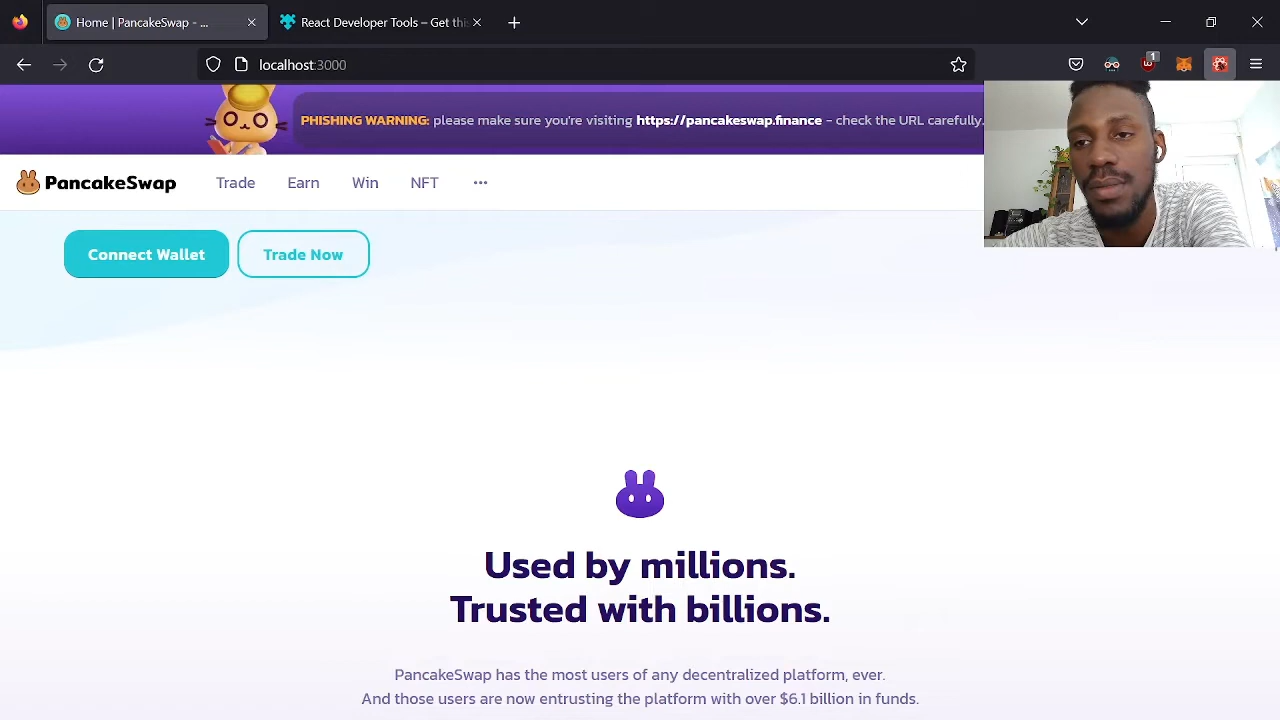 Home | PancakeSwap - ...
React Developer Tools – Get this
localhost:3000
1
PHISHING WARNING: please make sure you're visiting https://pancakeswap.finance - check the URL carefully.
PancakeSwap
Trade
Earn
Win
NFT
Connect Wallet
Trade Now
Used by millions.
Trusted with billions.
PancakeSwap has the most users of any decentralized platform, ever.
And those users are now entrusting the platform with over $6.1 billion in funds.